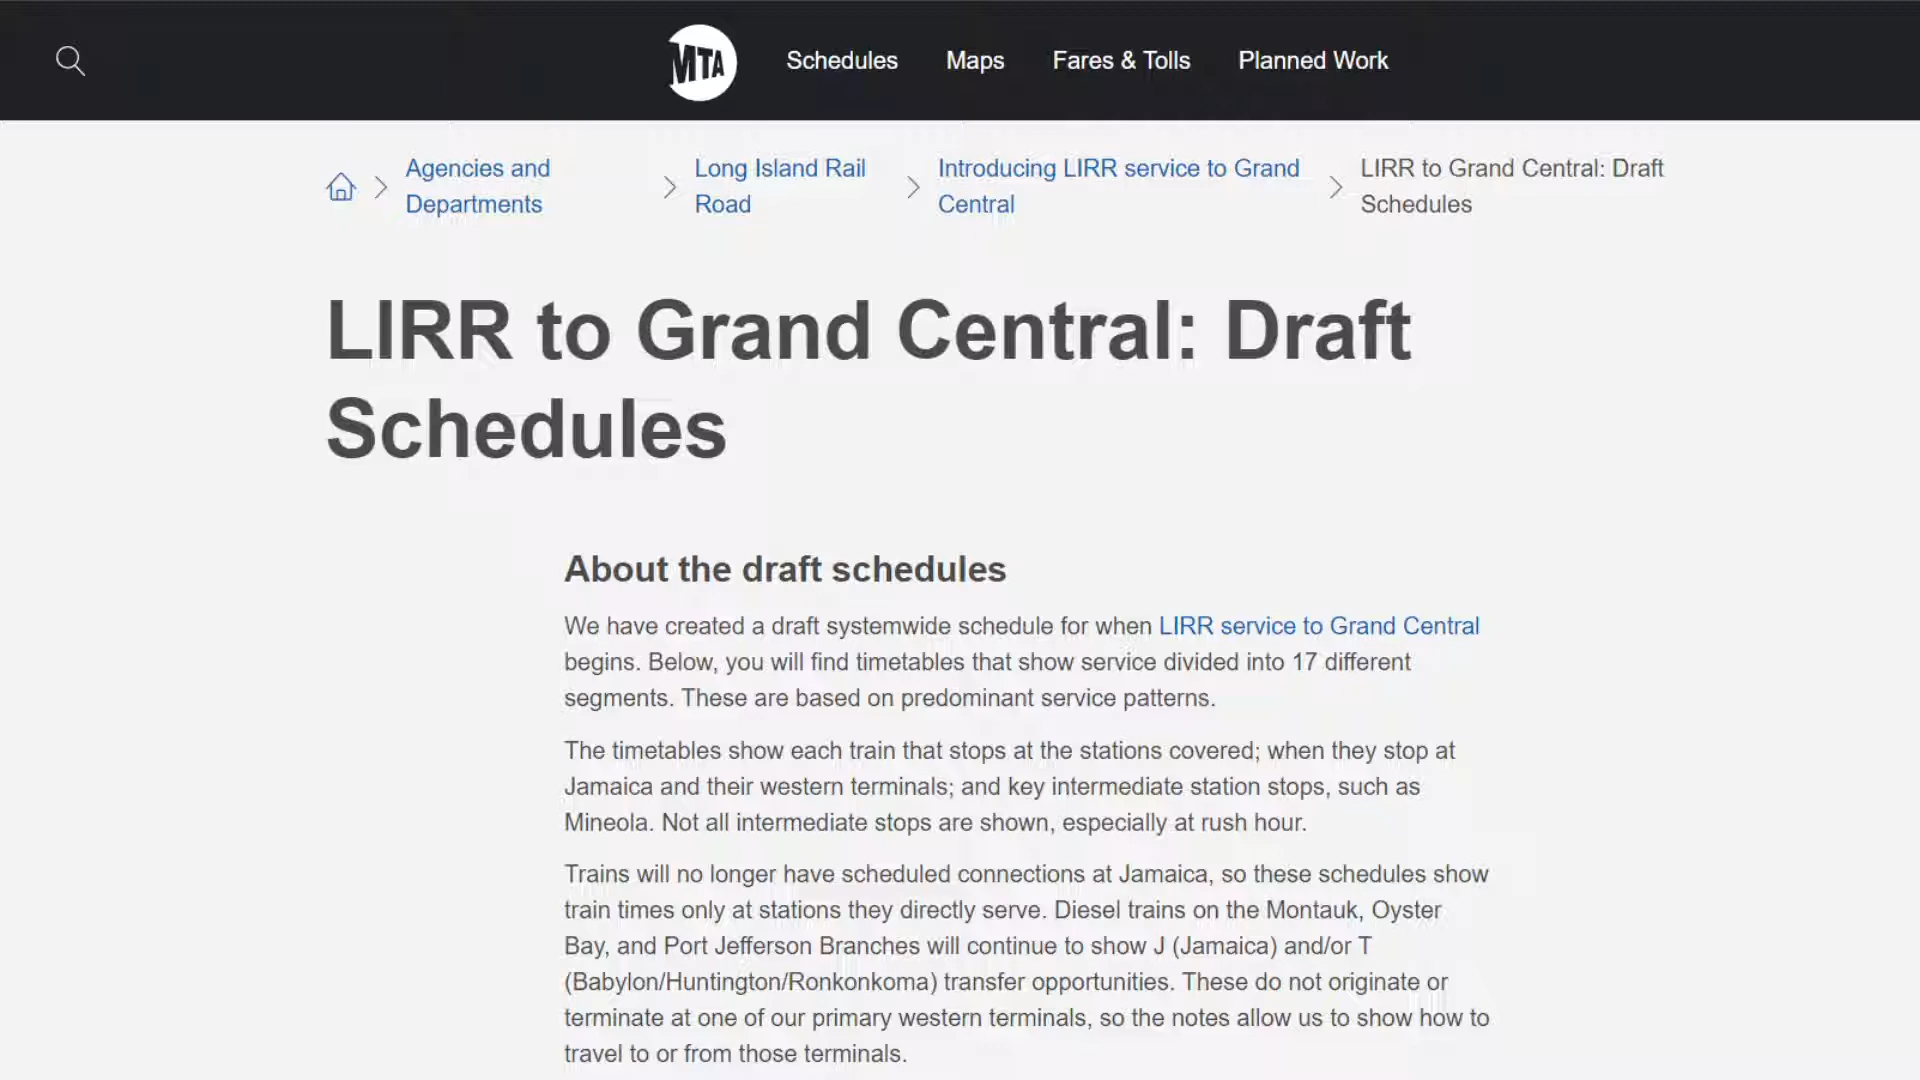 MTA
Schedules
Maps
Fares & Tolls
Planned Work
Agencies and
Departments
Long Island Rail
Road
Introducing LIRR service to Grand
Central
LIRR to Grand Central: Draft
Schedules
LIRR to Grand Central: Draft
Schedules
About the draft schedules
We have created a draft systemwide schedule for when LIRR service to Grand Central
begins. Below, you will find timetables that show service divided into 17 different
segments. These are based on predominant service patterns.
The timetables show each train that stops at the stations covered; when they stop at
Jamaica and their western terminals; and key intermediate station stops, such as
Mineola. Not all intermediate stops are shown, especially at rush hour.
Trains will no longer have scheduled connections at Jamaica, so these schedules show
train times only at stations they directly serve. Diesel trains on the Montauk, Oyster
Bay, and Port Jefferson Branches will continue to show J (Jamaica) and/or T
(Babylon/Huntington/Ronkonkoma) transfer opportunities. These do not originate or
terminate at one of our primary western terminals, so the notes allow us to show how to
travel to or from those terminals.